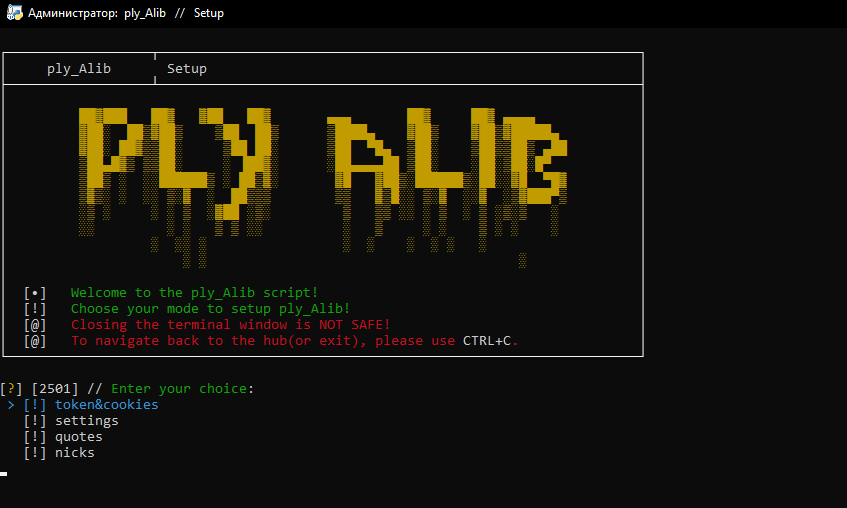 Администратор: ply_Alib // Setup
ply_Alib Setup
PLY ALIB
[•] Welcome to the ply_Alib script!
[!] Choose your mode to setup ply_Alib!
[@] Closing the terminal window is NOT SAFE!
[@] To navigate back to the hub(or exit), please use CTRL+C.
[?] [2501] // Enter your choice:
> [!] token&cookies
[!] settings
[!] quotes
[!] nicks